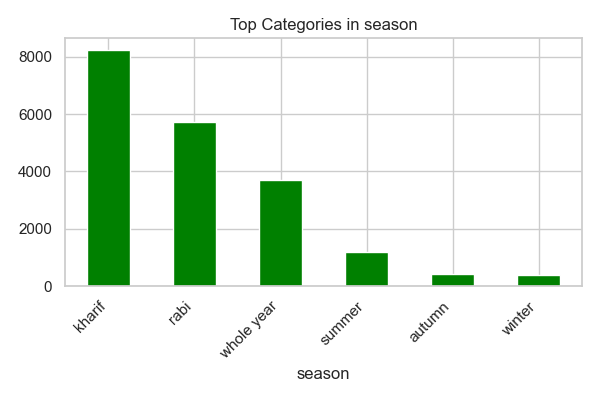 Top Categories in season
8000
6000
4000
2000
0
kharif
rabi
whole year
summer
autumn
winter
season